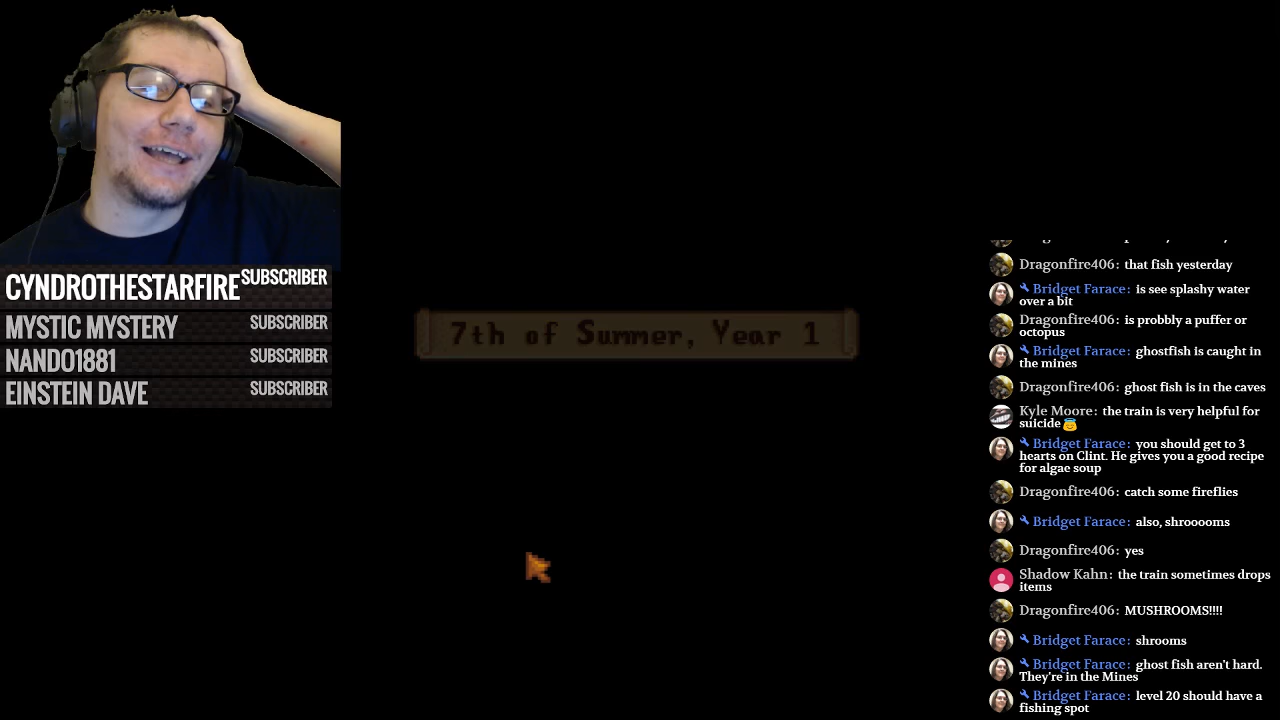 CYNDROTHESTARFIRE SUBSCRIBER
MYSTIC MYSTERY SUBSCRIBER
NANDO1881 SUBSCRIBER
EINSTEIN DAVE SUBSCRIBER
7th of Summer, Year 1
Dragonfire406: that fish yesterday
Bridget Farace: is see splashy water
over a bit
Dragonfire406: is probbly a puffer or
octopus
Bridget Farace: ghostfish is caught in
the mines
Dragonfire406: ghost fish is in the caves
Kyle Moore: the train is very helpful for
suicide
Bridget Farace: you should get to 3
hearts on Clint. He gives you a good recipe
for algae soup
Dragonfire406: catch some fireflies
Bridget Farace: also, shrooooms
Dragonfire406: yes
Shadow Kahn: the train sometimes drops
items
Dragonfire406: MUSHROOMS!!!!
Bridget Farace: shrooms
Bridget Farace: ghost fish aren't hard.
They're in the Mines
Bridget Farace: level 20 should have a
fishing spot